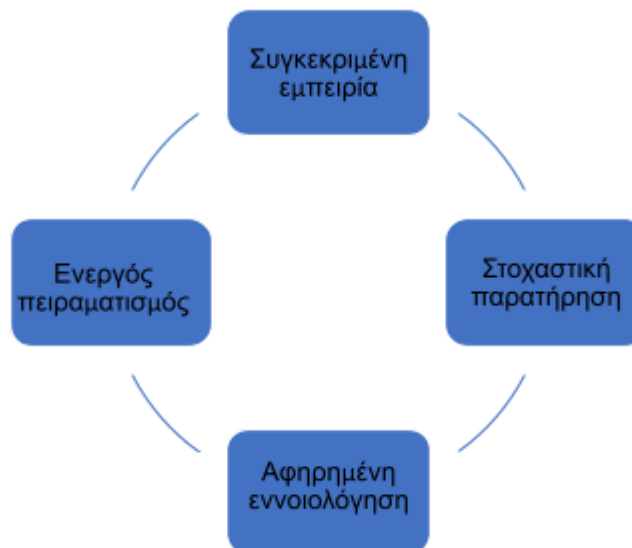 Συγκεκριμένη
εμπειρία
Στοχαστική
παρατήρηση
Αφηρημένη
εννοιολόγηση
Ενεργός
πειραματισμός